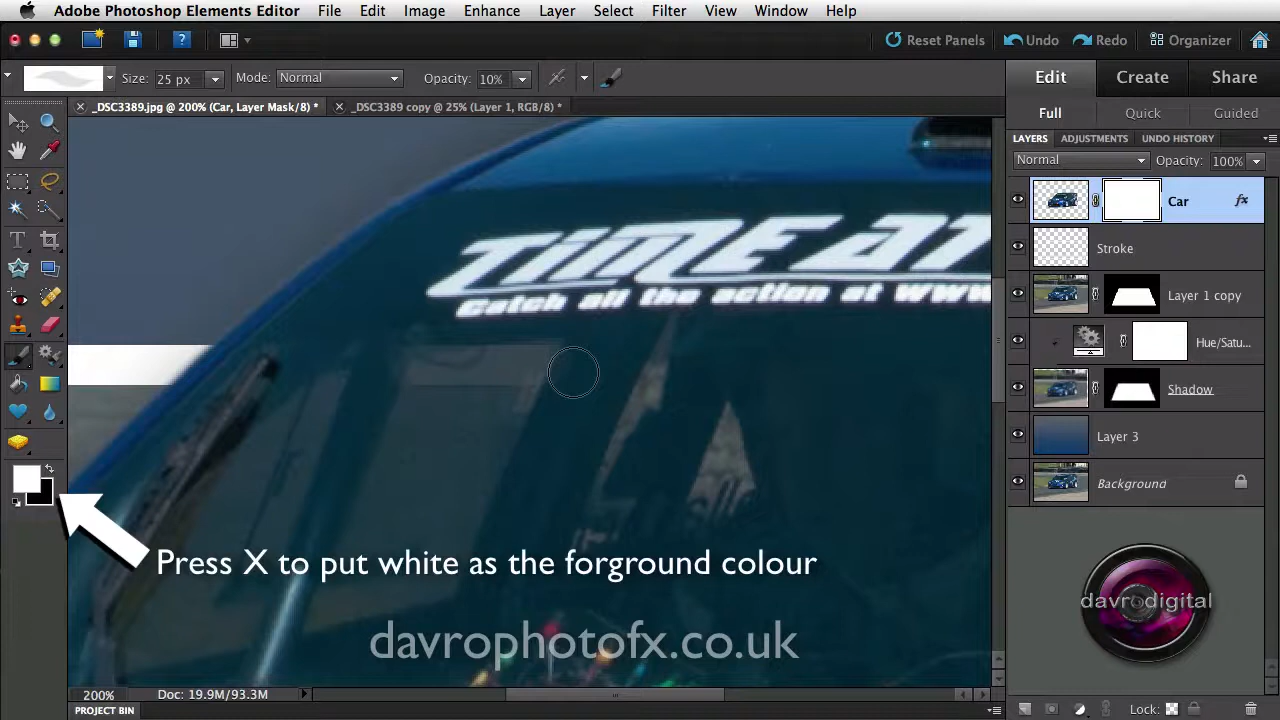 Adobe Photoshop Elements Editor File Edit Image Enhance Layer Select Filter View Window Help
Reset Panels Undo Redo Organizer
Size: 25 px Mode: Normal Opacity: 10%
Edit Create Share
_DSC3389.jpg @ 200% (Car, Layer Mask/8) * _DSC3389 copy @ 25% (Layer 1, RGB/8) *
Full Quick Guided
LAYERS ADJUSTMENTS UNDO HISTORY
Normal Opacity: 100%
Car fx
Stroke
Layer 1 copy
Hue/Satu...
Shadow
Layer 3
Background
TIME AT
Catch all the action at WWW
Press X to put white as the forground colour
davrophotofx.co.uk
davrodigital
200% Doc: 19.9M/93.3M
Lock:
PROJECT BIN